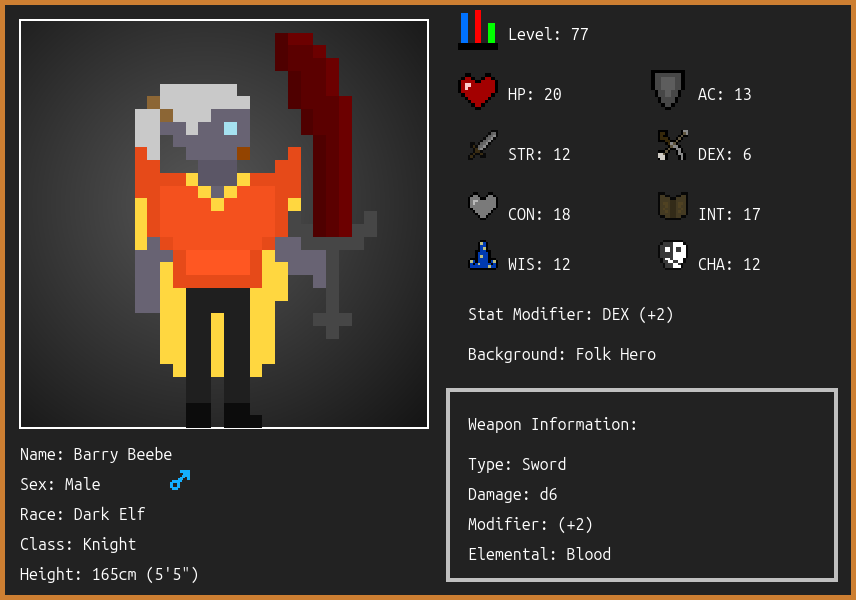 Level: 77
HP: 20
AC: 13
STR: 12
DEX: 6
CON: 18
INT: 17
WIS: 12
CHA: 12
Stat Modifier: DEX (+2)
Background: Folk Hero
Weapon Information:
Type: Sword
Damage: d6
Modifier: (+2)
Elemental: Blood
Name: Barry Beebe
Sex: Male
Race: Dark Elf
Class: Knight
Height: 165cm (5'5")